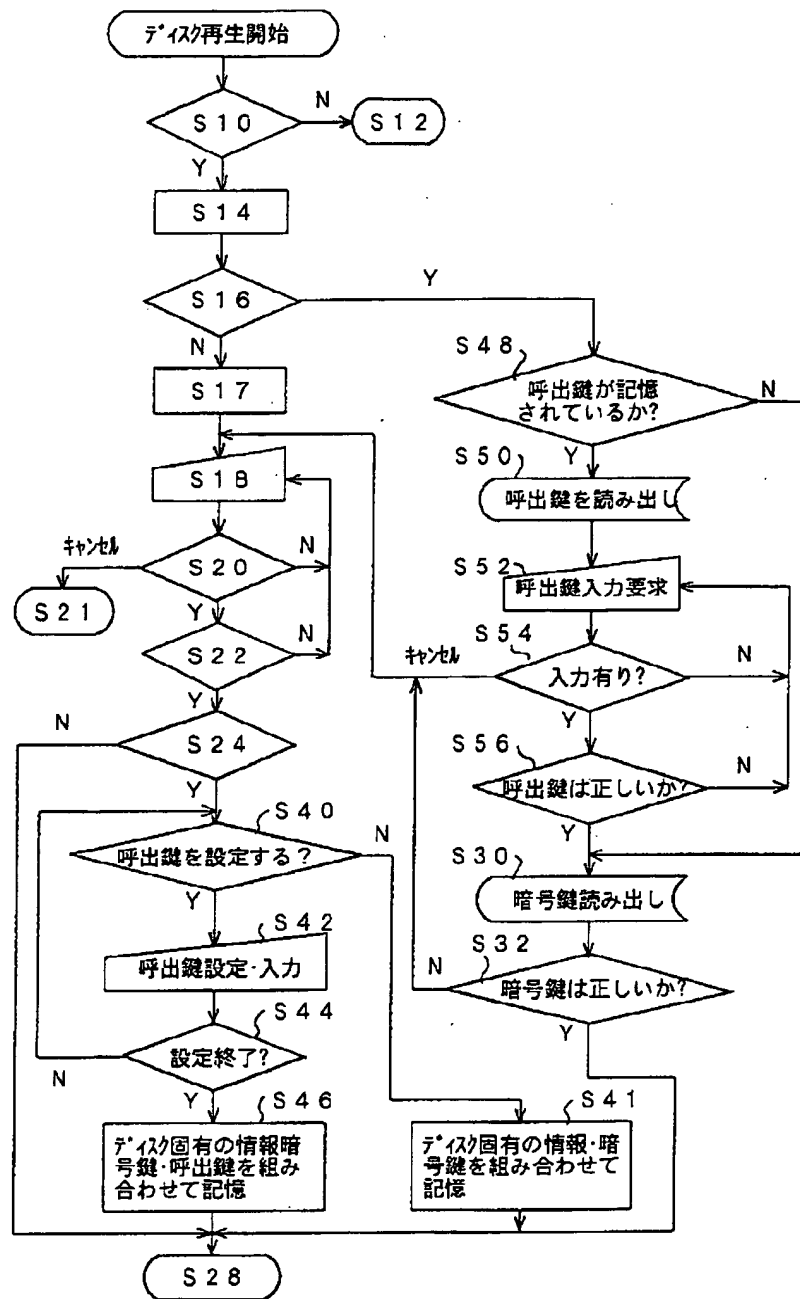 ディスク再生開始
S10
N
S12
Y
S14
S16
Y
N
S17
S18
S20
N
キャンセル
S21
Y
S22
N
Y
S24
N
Y
S40
呼出鍵を設定する?
N
Y
S42
呼出鍵設定・入力
S44
設定終了?
N
Y
S46
ディスク固有の情報暗
号鍵・呼出鍵を組み
合わせて記憶
S28
S48
呼出鍵が記憶
されているか?
N
Y
S50
呼出鍵を読み出し
S52
呼出鍵入力要求
S54
キャンセル
入力有り?
N
Y
S56
呼出鍵は正しいか?
N
Y
S30
暗号鍵読み出し
S32
N
暗号鍵は正しいか?
Y
S41
ディスク固有の情報・暗
号鍵を組み合わせて
記憶